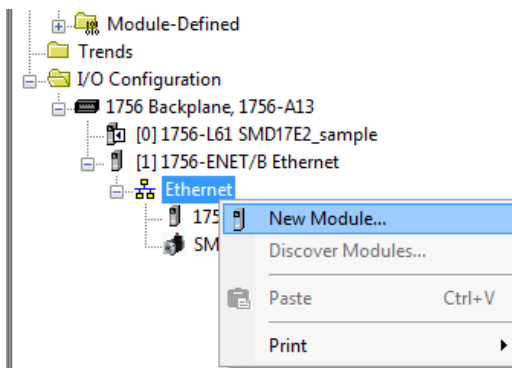 Module-Defined
Trends
I/O Configuration
1756 Backplane, 1756-A13
[0] 1756-L61 SMD17E2_sample
[1] 1756-ENET/B Ethernet
Ethernet
175
SM
New Module...
Discover Modules...
Paste Ctrl+V
Print